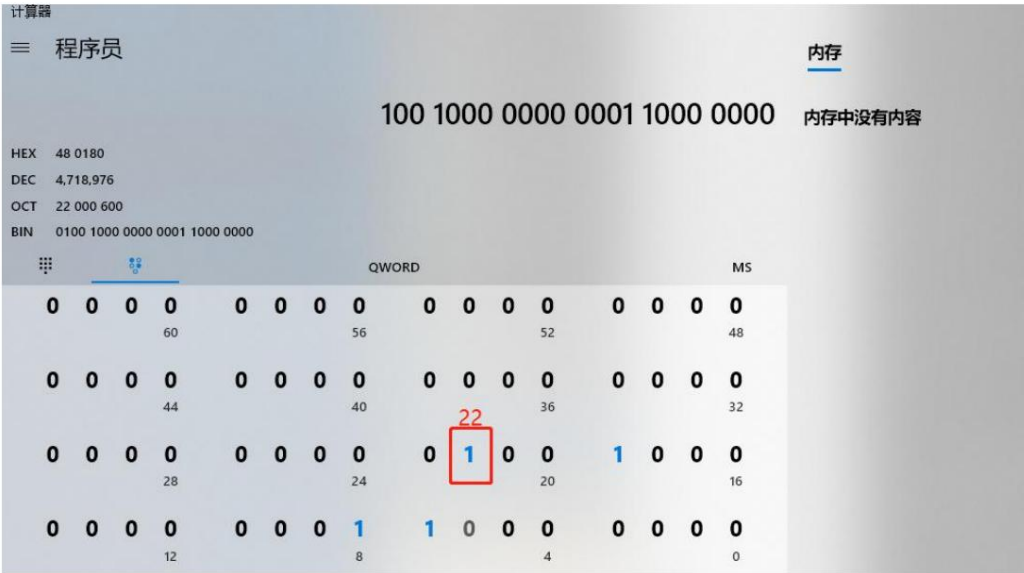 计算器
程序员
内存
100 1000 0000 0001 1000 0000
内存中没有内容
HEX 48 0180
DEC 4,718,976
OCT 22 000 600
BIN 0100 1000 0000 0001 1000 0000
QWORD MS
0 0 0 0 0 0 0 0 0 0 0 0 0 0 0 0
60 56 52 48
0 0 0 0 0 0 0 0 0 0 0 0 0 0 0 0
44 40 36 32
22
0 0 0 0 0 0 0 0 0 1 0 0 1 0 0 0
28 24 20 16
0 0 0 0 0 0 0 1 1 0 0 0 0 0 0 0
12 8 4 0